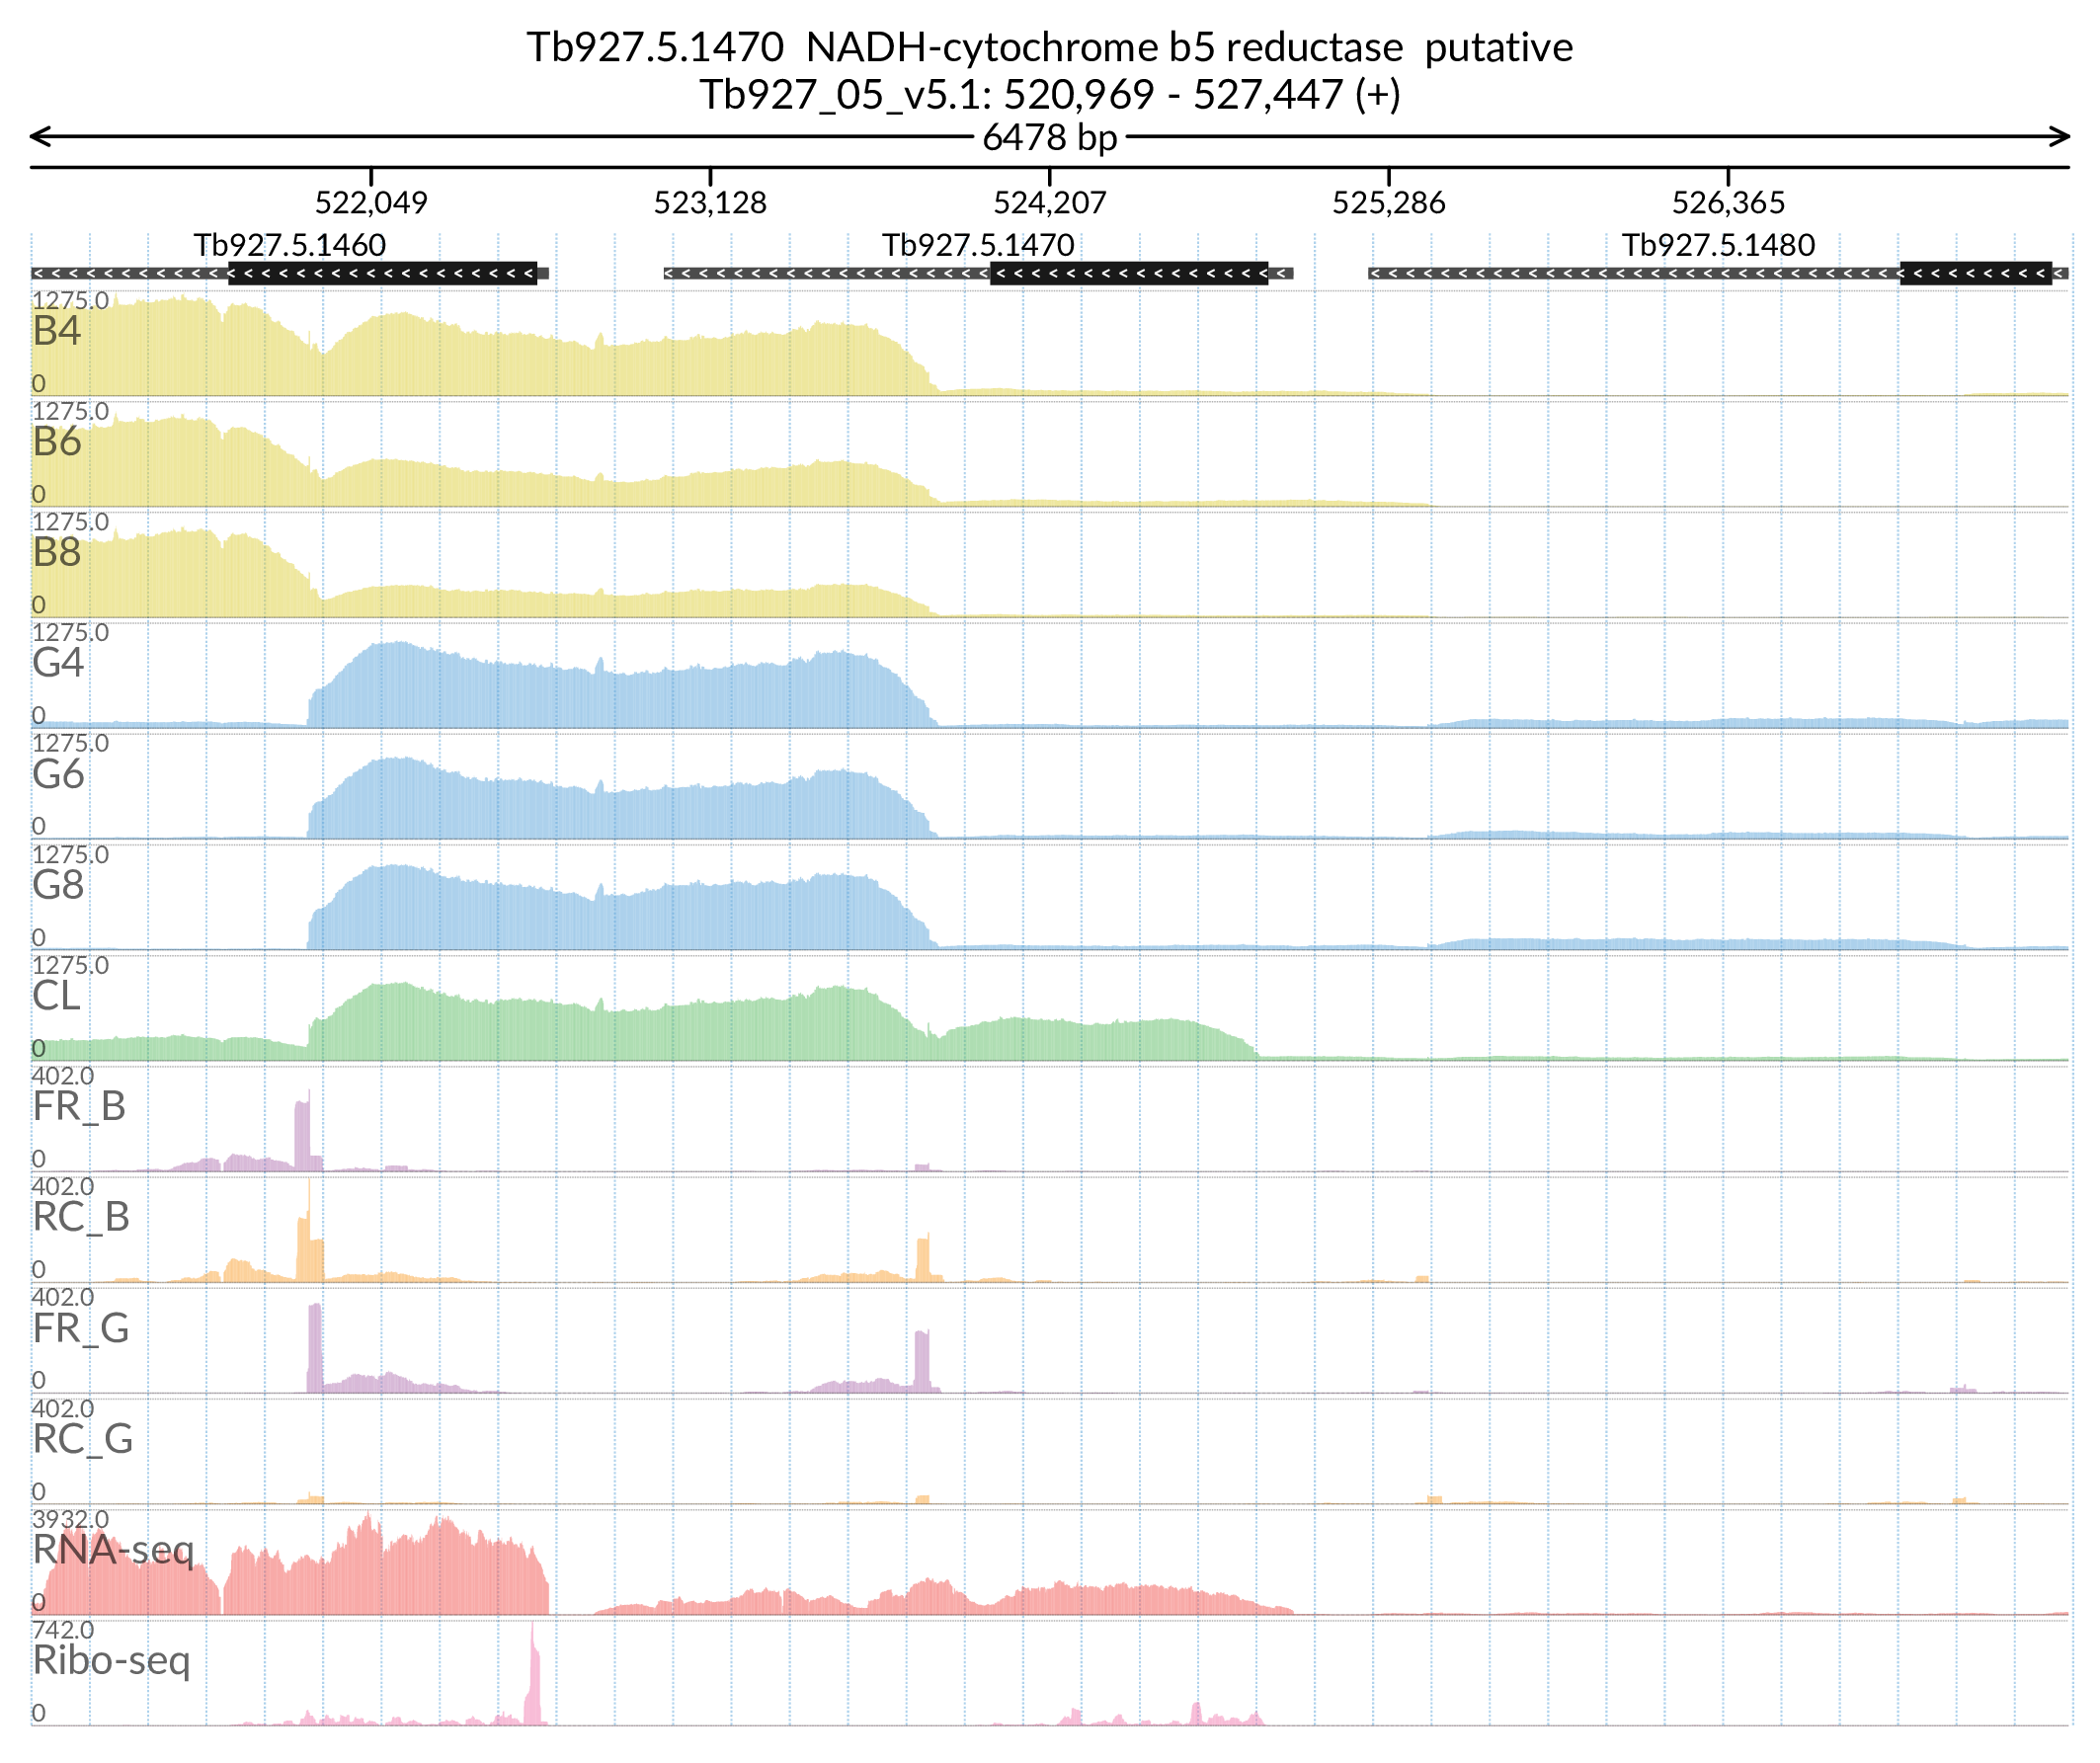 Tb927.5.1470  NADH-cytochrome b5 reductase  putative
Tb927_05_v5.1: 520,969 - 527,447 (+)
6478 bp
522,049 523,128 524,207 525,286 526,365
Tb927.5.1460 Tb927.5.1470 Tb927.5.1480
1275.0
B4
0
1275.0
B6
0
1275.0
B8
0
1275.0
G4
0
1275.0
G6
0
1275.0
G8
0
1275.0
CL
0
402.0
FR_B
0
402.0
RC_B
0
402.0
FR_G
0
402.0
RC_G
0
3932.0
RNA-seq
0
742.0
Ribo-seq
0